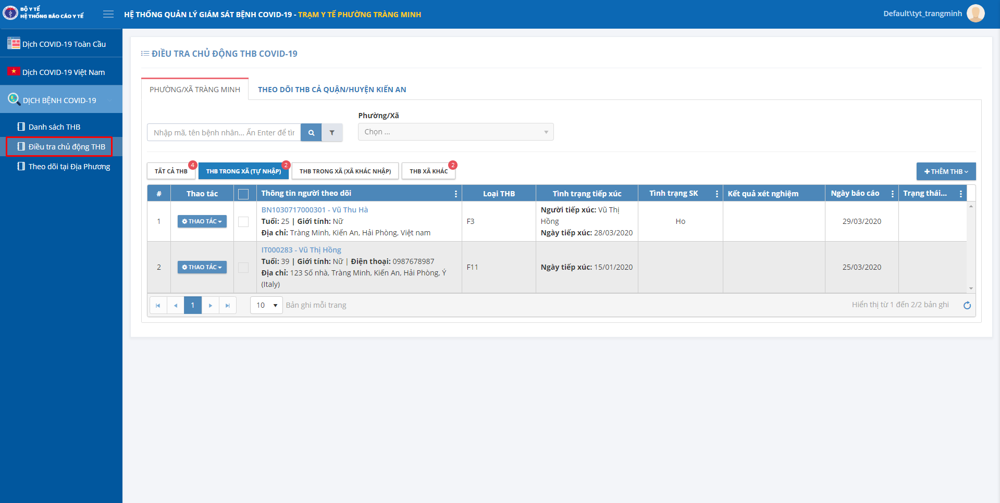 BỘ Y TẾ
HỆ THỐNG BÁO CÁO Y TẾ
HỆ THỐNG QUẢN LÝ GIÁM SÁT BỆNH COVID-19 - TRẠM Y TẾ PHƯỜNG TRÀNG MINH
Default\tyt_trangminh
Dịch COVID-19 Toàn Cầu
Dịch COVID-19 Việt Nam
DỊCH BỆNH COVID-19
Danh sách THB
Điều tra chủ động THB
Theo dõi tại Địa Phương
ĐIỀU TRA CHỦ ĐỘNG THB COVID-19
PHƯỜNG/XÃ TRÀNG MINH
THEO DÕI THB CẢ QUẬN/HUYỆN KIẾN AN
Phường/Xã
Nhập mã, tên bệnh nhân... Ấn Enter để tìr
Chọn ...
TẤT CẢ THB 4
THB TRONG XÃ (TỰ NHẬP) 2
THB TRONG XÃ (XÃ KHÁC NHẬP)
THB XÃ KHÁC 2
THÊM THB
# Thao tác Thông tin người theo dõi Loại THB Tình trạng tiếp xúc Tình trạng SK Kết quả xét nghiệm Ngày báo cáo Trạng thái...
1
THAO TÁC
BN1030717000301 - Vũ Thu Hà
Tuổi: 25 | Giới tính: Nữ
Địa chỉ: Tràng Minh, Kiến An, Hải Phòng, Việt nam
F3
Người tiếp xúc: Vũ Thị
Hồng
Ngày tiếp xúc: 28/03/2020
Ho
29/03/2020
2
THAO TÁC
IT000283 - Vũ Thị Hồng
Tuổi: 39 | Giới tính: Nữ | Điện thoại: 0987678987
Địa chỉ: 123 Số nhà, Tràng Minh, Kiến An, Hải Phòng, Ý
(Italy)
F11
Ngày tiếp xúc: 15/01/2020
25/03/2020
1
10
Bản ghi mỗi trang
Hiển thị từ 1 đến 2/2 bản ghi